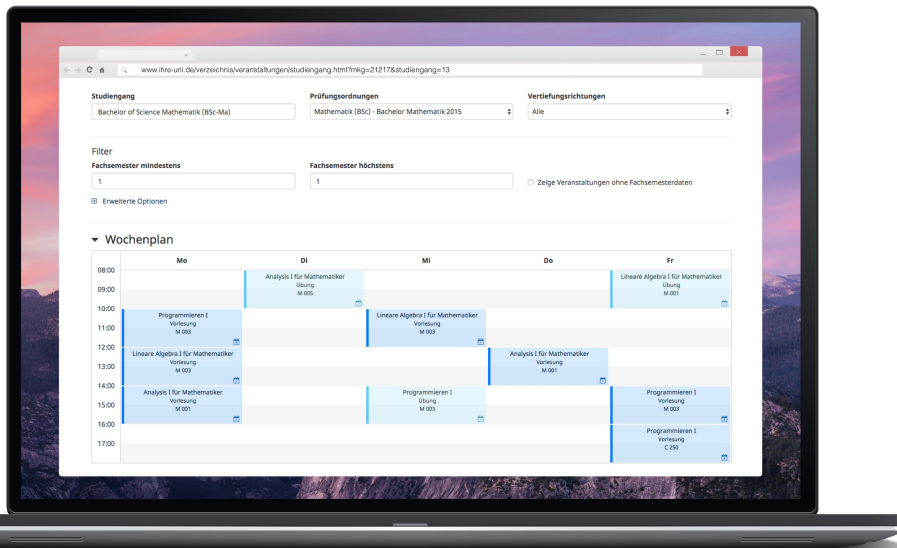 www.ihre-uni.de/verzeichnis/veranstaltungen/studiengang.html?mkg=21217&studiengang=13
Studiengang
Prüfungsordnungen
Vertiefungsrichtungen
Bachelor of Science Mathematik (BSc-Ma)
Mathematik (BSc) - Bachelor Mathematik 2015
Alle
Filter
Fachsemester mindestens
Fachsemester höchstens
1
1
Zeige Veranstaltungen ohne Fachsemesterdaten
Erweiterte Optionen
Wochenplan
Mo
Di
Mi
Do
Fr
08:00
09:00
10:00
11:00
12:00
13:00
14:00
15:00
16:00
17:00
Programmieren I
Vorlesung
M 003
Lineare Algebra I für Mathematiker
Vorlesung
M 003
Analysis I für Mathematiker
Vorlesung
M 001
Analysis I für Mathematiker
Übung
M 005
Lineare Algebra I für Mathematiker
Vorlesung
M 003
Programmieren I
Übung
M 003
Analysis I für Mathematiker
Vorlesung
M 001
Lineare Algebra I für Mathematiker
Übung
M 001
Programmieren I
Vorlesung
M 003
Programmieren I
Vorlesung
C 250